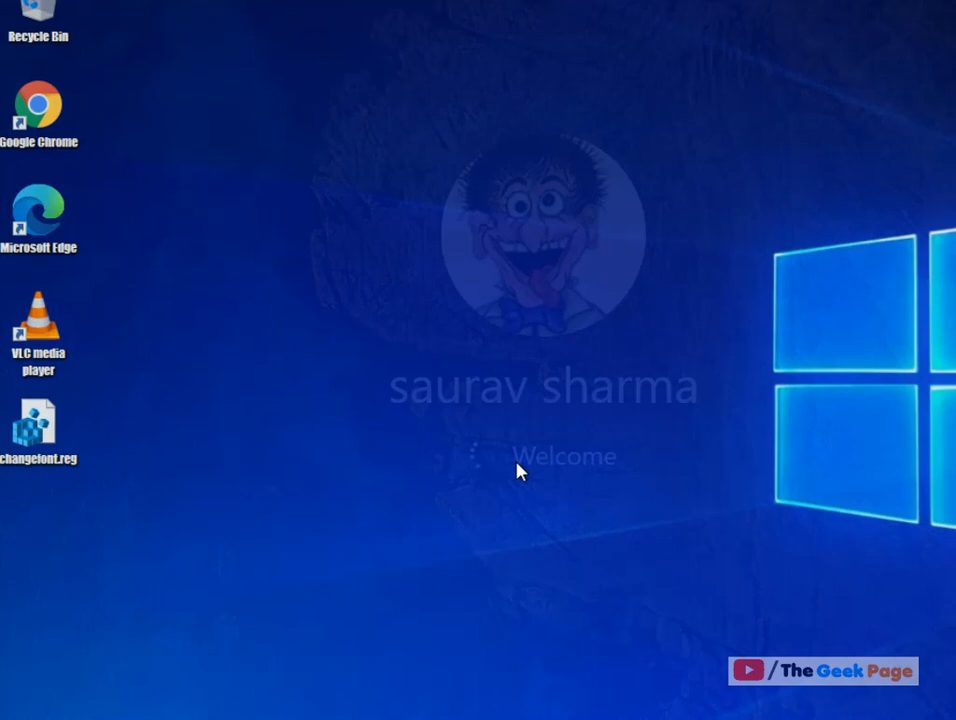 Recycle Bin
Google Chrome
Microsoft Edge
VLC media
player
changefont.reg
saurav sharma
Welcome
/The Geek Page